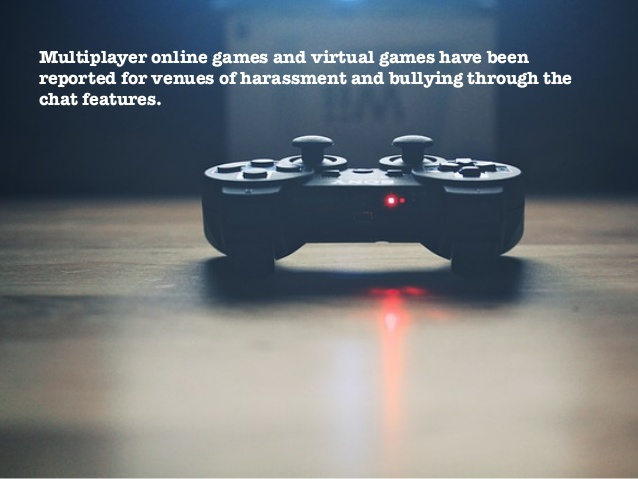 Multiplayer online games and virtual games have been
reported for venues of harassment and bullying through the
chat features.
SONY